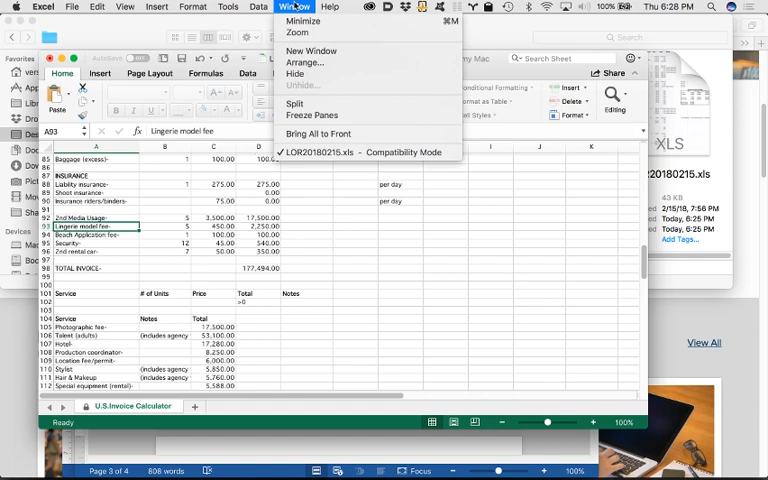 Excel File Edit View Insert Format Tools Data Window Help 100% Thu 6:28 PM
Minimize ⌘M
Zoom
New Window
Arrange...
Hide
Unhide...
Split
Freeze Panes
Bring All to Front
✓ LOR20180215.xls - Compatibility Mode
Search
Favorites
Devices
AutoSave
my Mac
Search Sheet
Home Insert Page Layout Formulas Data
Share
Paste
B I U
Conditional Formatting
Format as Table
Cell Styles
Insert
Delete
Format
Editing
A93 Lingerie model fee
A B C D I J K
85 Baggage (excess)- 1 100.00 100.00
86
87 INSURANCE
88 Liability insurance- 1 275.00 275.00 per day
89 Shoot insurance- 0.00
90 Insurance riders/binders- 75.00 0.00 per day
91
92 2nd Media Usage- 5 3,500.00 17,500.00
93 Lingerie model fee- 5 450.00 2,250.00
94 Beach Application fee- 1 100.00 100.00
95 Security- 12 45.00 540.00
96 2nd rental car- 7 50.00 350.00
97
98 TOTAL INVOICE- 177,494.00
99
100
101 Service # of Units Price Total Notes
102 >0
103
104 Service Notes Total
105 Photographic fee- 17,500.00
106 Talent (adults) (includes agency 53,100.00
107 Hotel- 17,280.00
108 Production coordinator- 8,250.00
109 Location fee/permit- 6,000.00
110 Stylist (includes agency 5,850.00
111 Hair & Makeup (includes agency 5,760.00
112 Special equipment (rental)- 5,588.00
U.S.Invoice Calculator
Ready 100%
XLS
20180215.xls
43 KB
2/15/18, 7:56 PM
Today, 6:25 PM
Today, 6:25 PM
Add Tags...
View All
Page 3 of 4 808 words Focus 100%